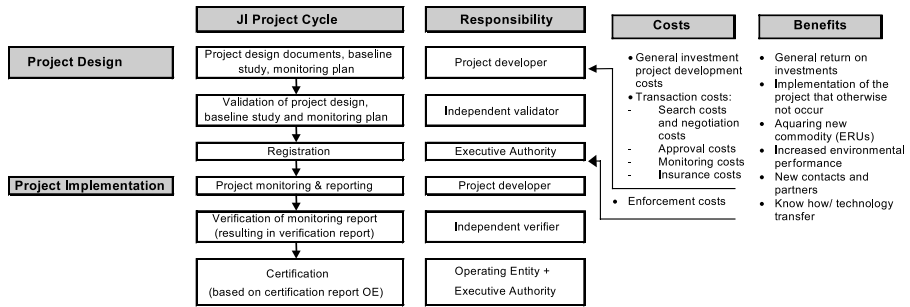 JI Project Cycle
Responsibility
Costs
Benefits
Project Design
Project design documents, baseline
study, monitoring plan
Project developer
Validation of project design,
baseline study and monitoring plan
Independent validator
Registration
Executive Authority
Project Implementation
Project monitoring & reporting
Project developer
Verification of monitoring report
(resulting in verification report)
Independent verifier
Certification
(based on certification report OE)
Operating Entity +
Executive Authority
• General investment
project development
costs
• Transaction costs:
- Search costs
and negotiation
costs
- Approval costs
- Monitoring costs
- Insurance costs
• Enforcement costs
• General return on
investments
• Implementation of the
project that otherwise
not occur
• Aquaring new
commodity (ERUs)
• Increased environmental
performance
• New contacts and
partners
• Know how/ technology
transfer